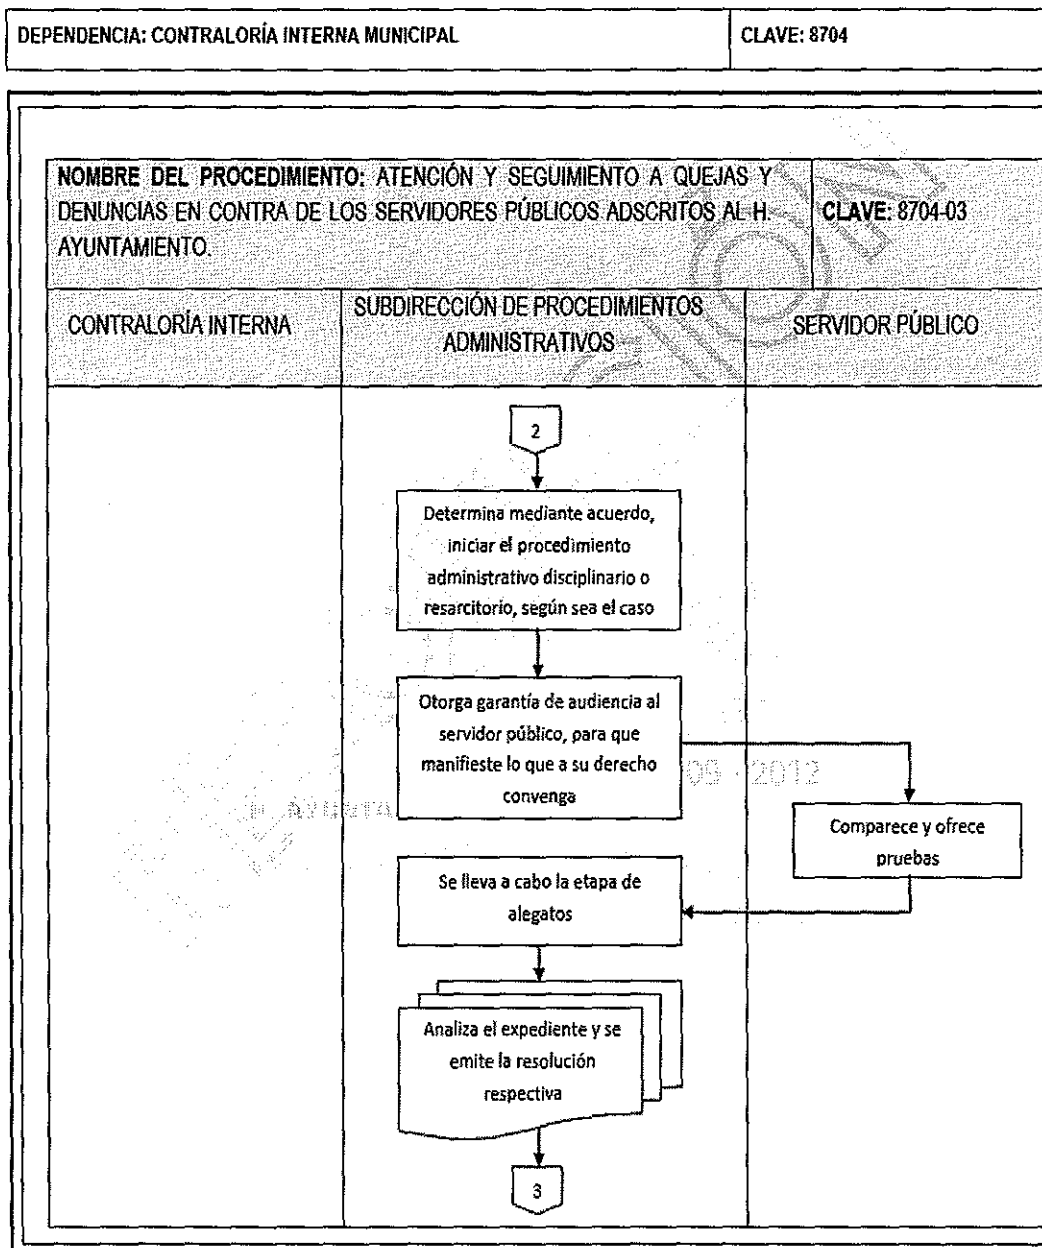 DEPENDENCIA: CONTRALORÍA INTERNA MUNICIPAL
CLAVE: 8704
NOMBRE DEL PROCEDIMIENTO: ATENCIÓN Y SEGUIMIENTO A QUEJAS Y
DENUNCIAS EN CONTRA DE LOS SERVIDORES PÚBLICOS ADSCRITOS AL H.
AYUNTAMIENTO.
CLAVE: 8704-03
CONTRALORÍA INTERNA
SUBDIRECCIÓN DE PROCEDIMIENTOS
ADMINISTRATIVOS
SERVIDOR PÚBLICO
2
Determina mediante acuerdo,
iniciar el procedimiento
administrativo disciplinario o
resarcitorio, según sea el caso
Otorga garantía de audiencia al
servidor público, para que
manifieste lo que a su derecho
convenga
2012
Comparece y ofrece
pruebas
Se lleva a cabo la etapa de
alegatos
Analiza el expediente y se
emite la resolución
respectiva
3